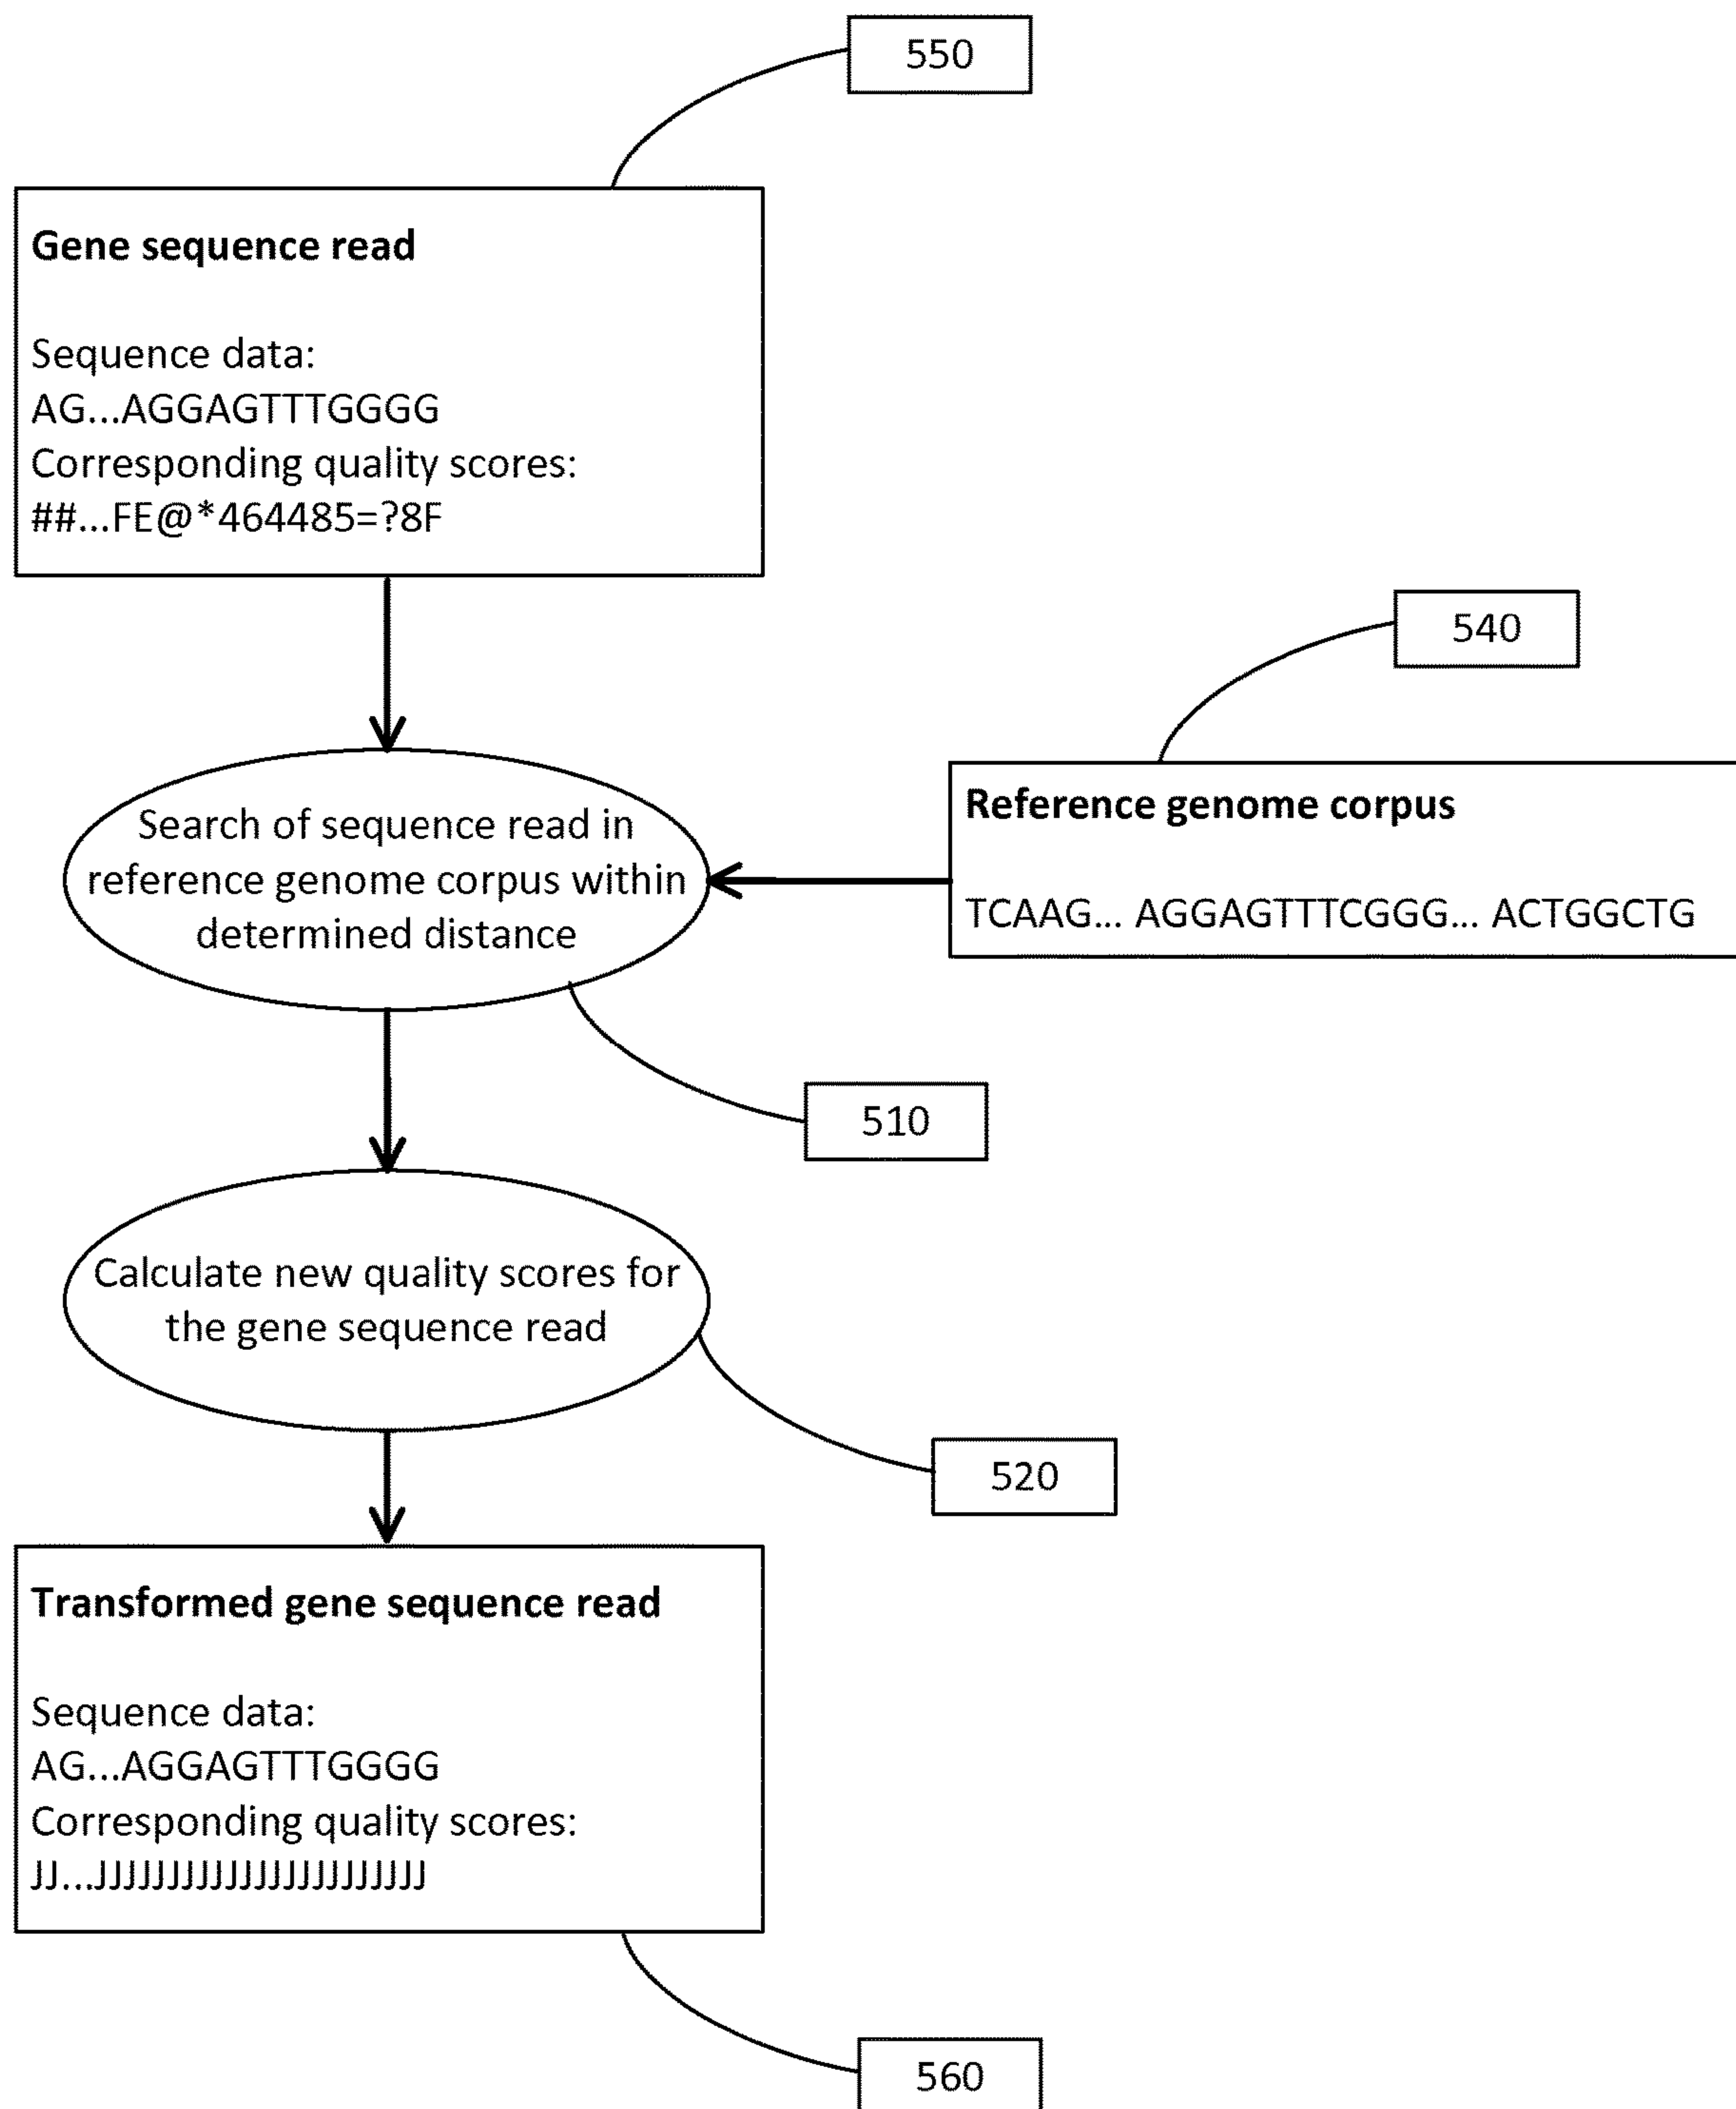 550
Gene sequence read
Sequence data:
AG...AGGAGTTTGGGG
Corresponding quality scores:
##...FE@*464485=?8F
540
Search of sequence read in
reference genome corpus within
determined distance
Reference genome corpus
TCAAG... AGGAGTTTCGGG... ACTGGCTG
510
Calculate new quality scores for
the gene sequence read
520
Transformed gene sequence read
Sequence data:
AG...AGGAGTTTGGGG
Corresponding quality scores:
JJ...JJJJJJJJJJJJJJJJJJJJJJ
560